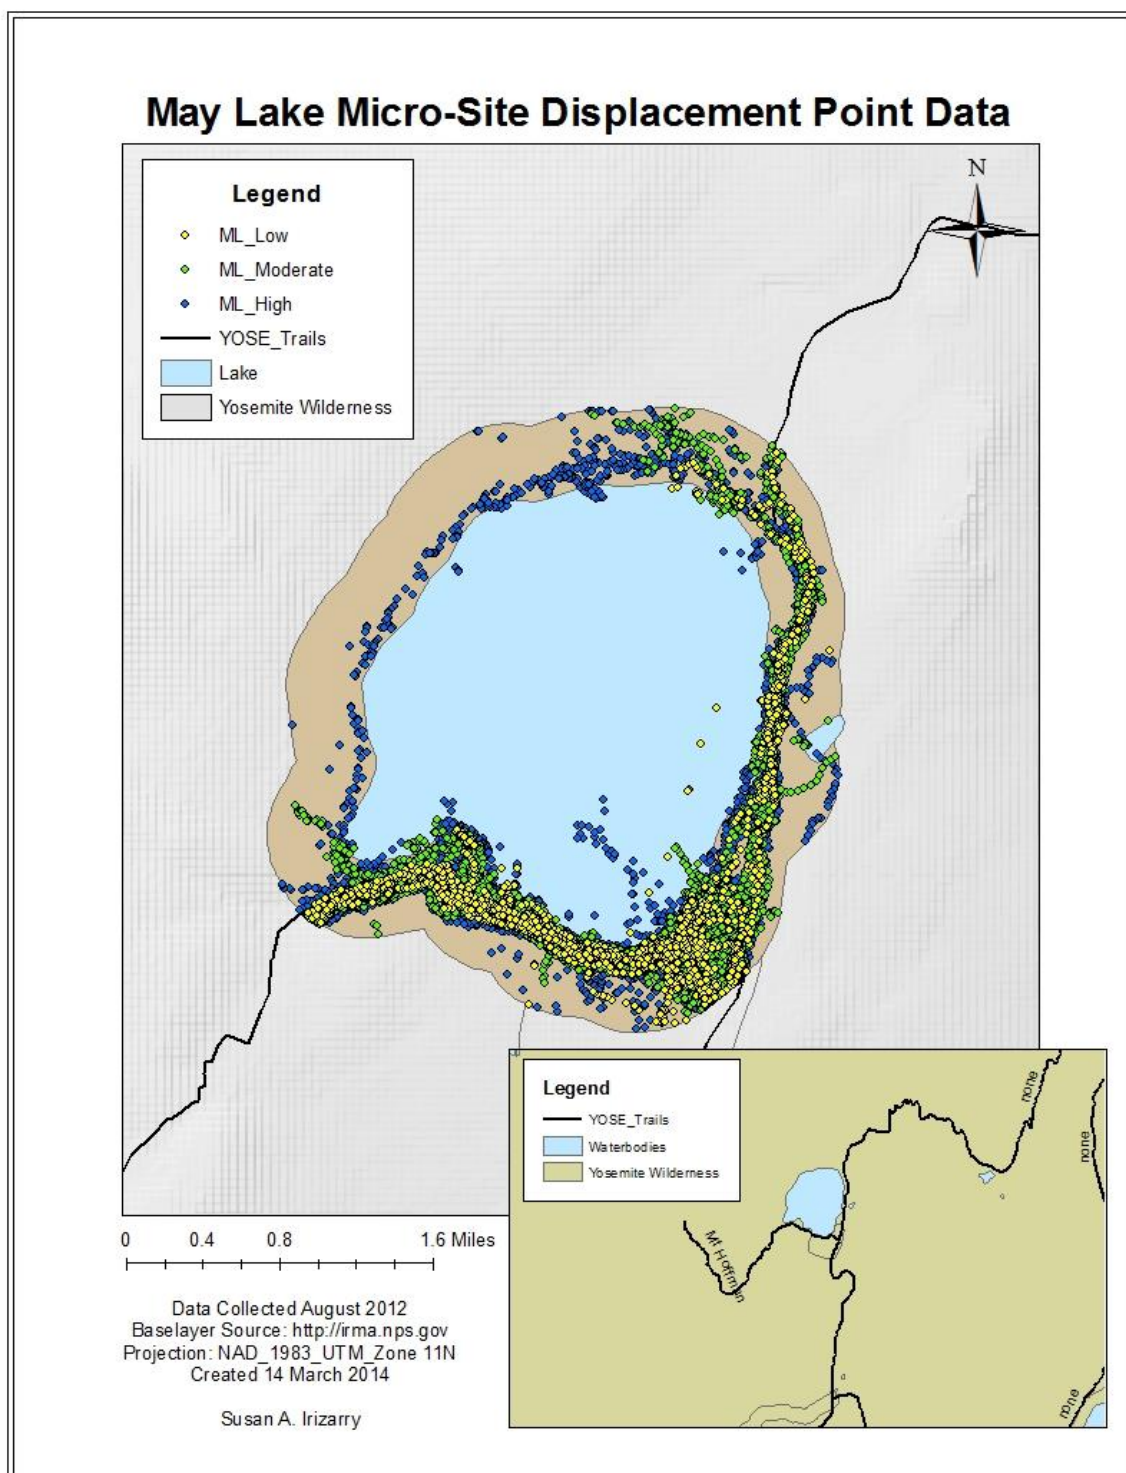 May Lake Micro-Site Displacement Point Data
Legend
ML_Low
ML_Moderate
ML_High
YOSE_Trails
Lake
Yosemite Wilderness
N
Legend
YOSE_Trails
Waterbodies
Yosemite Wilderness
none
none
Mt Hoffman
none
0 0.4 0.8 1.6 Miles
Data Collected August 2012
Baselayer Source: http://irma.nps.gov
Projection: NAD_1983_UTM_Zone 11N
Created 14 March 2014
Susan A. Irizarry